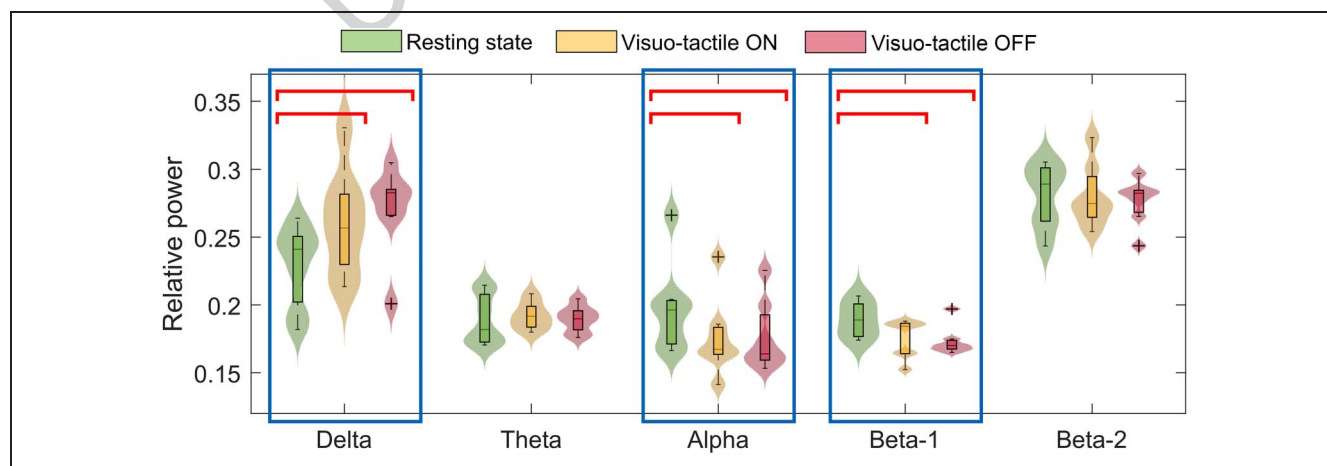 Resting state Visuo-tactile ON Visuo-tactile OFF
Relative power
0.35
0.3
0.25
0.2
0.15
Delta Theta Alpha Beta-1 Beta-2